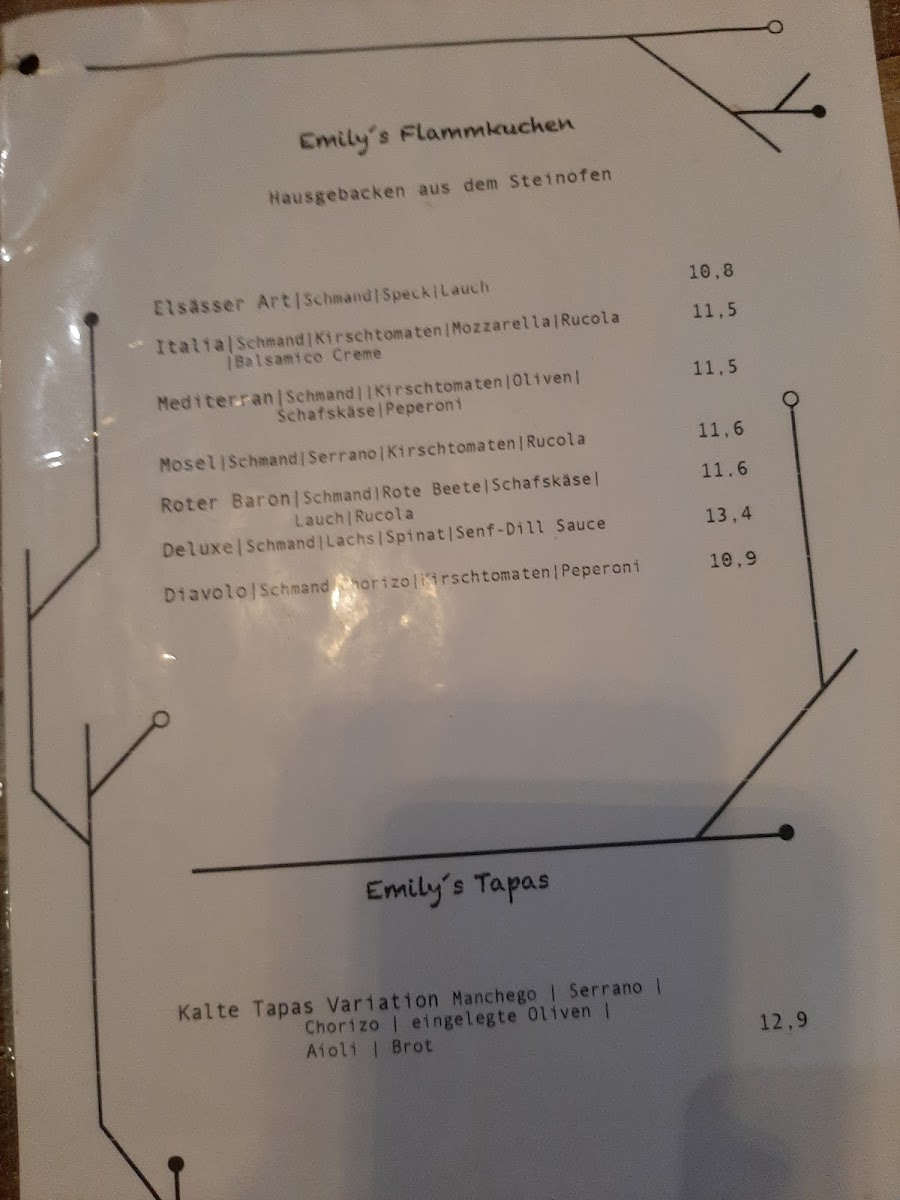 Emily´s Flammkuchen
Hausgebacken aus dem Steinofen
Elsässer Art|Schmand|Speck|Lauch 10,8
Italia|Schmand|Kirschtomaten|Mozzarella|Rucola 11,5
|Balsamico Creme
Mediterran|Schmand||Kirschtomaten|Oliven| 11,5
Schafskäse|Peperoni
Mosel|Schmand|Serrano|Kirschtomaten|Rucola 11,6
Roter Baron|Schmand|Rote Beete|Schafskäse| 11,6
Lauch|Rucola
Deluxe|Schmand|Lachs|Spinat|Senf-Dill Sauce 13,4
Diavolo|Schmand|Chorizo|Kirschtomaten|Peperoni 10,9
Emily´s Tapas
Kalte Tapas Variation Manchego | Serrano |
Chorizo | eingelegte Oliven | 12,9
Aioli | Brot